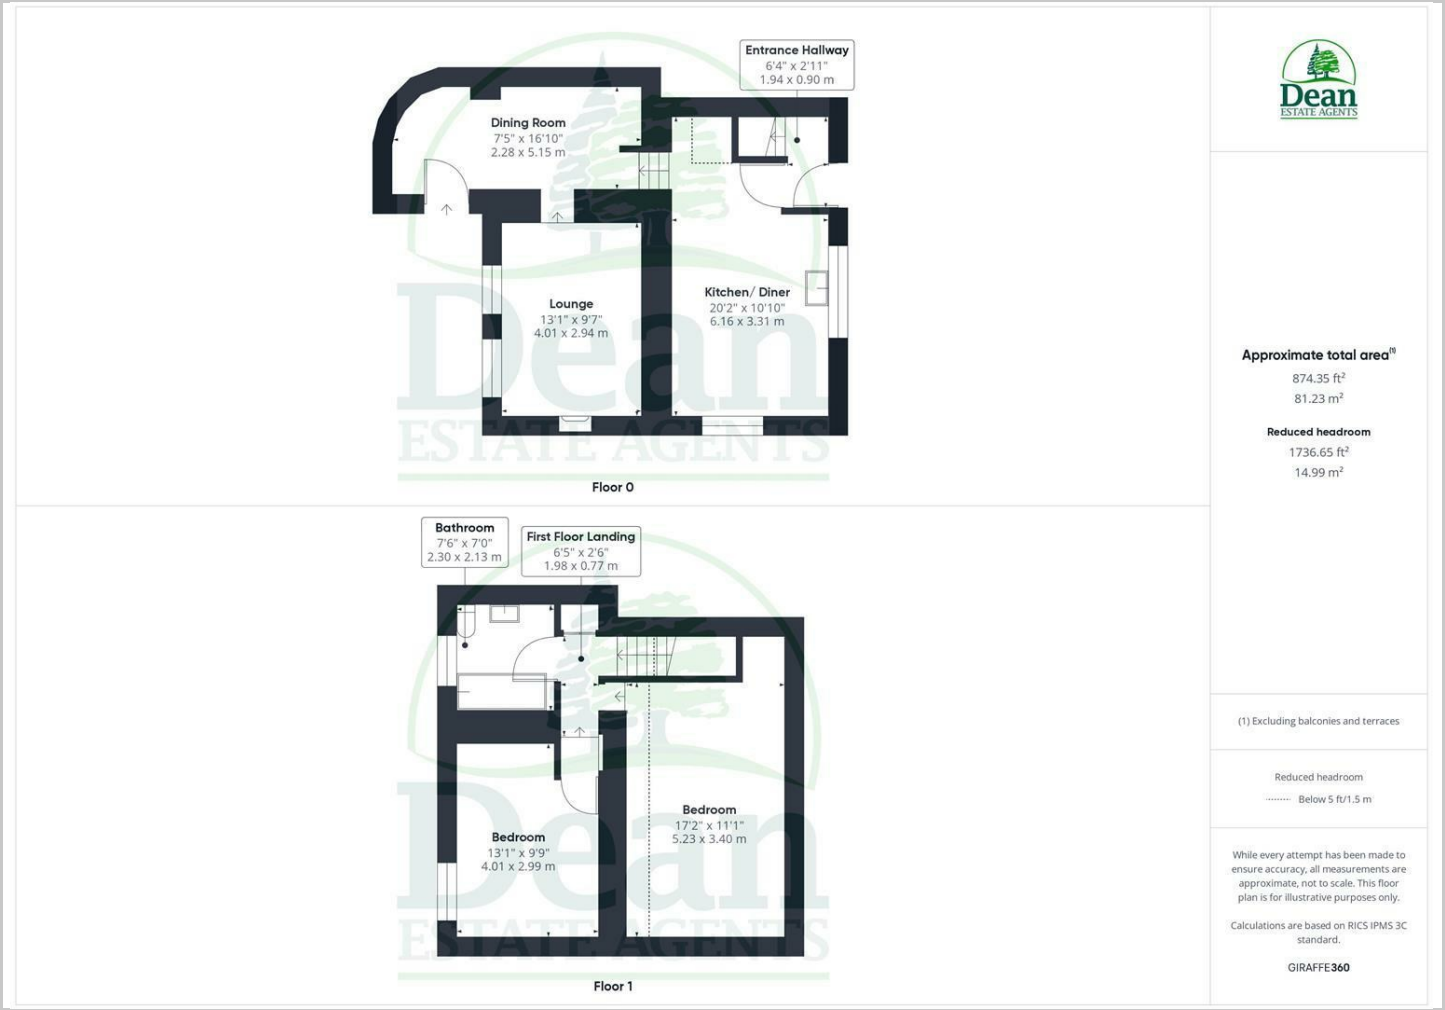 Entrance Hallway
6'4" x 2'11"
1.94 x 0.90 m
Dining Room
7'5" x 16'10"
2.28 x 5.15 m
Lounge
13'1" x 9'7"
4.01 x 2.94 m
Kitchen/ Diner
20'2" x 10'10"
6.16 x 3.31 m
Dean
ESTATE AGENTS
Floor 0
Bathroom
7'6" x 7'0"
2.30 x 2.13 m
First Floor Landing
6'5" x 2'6"
1.98 x 0.77 m
Bedroom
17'2" x 11'1"
5.23 x 3.40 m
Bedroom
13'1" x 9'9"
4.01 x 2.99 m
Dean
ESTATE AGENTS
Floor 1
Dean
ESTATE AGENTS
Approximate total area(1)
874.35 ft²
81.23 m²
Reduced headroom
1736.65 ft²
14.99 m²
(1) Excluding balconies and terraces
Reduced headroom
Below 5 ft/1.5 m
While every attempt has been made to
ensure accuracy, all measurements are
approximate, not to scale. This floor
plan is for illustrative purposes only.
Calculations are based on RICS IPMS 3C
standard.
GIRAFFE360